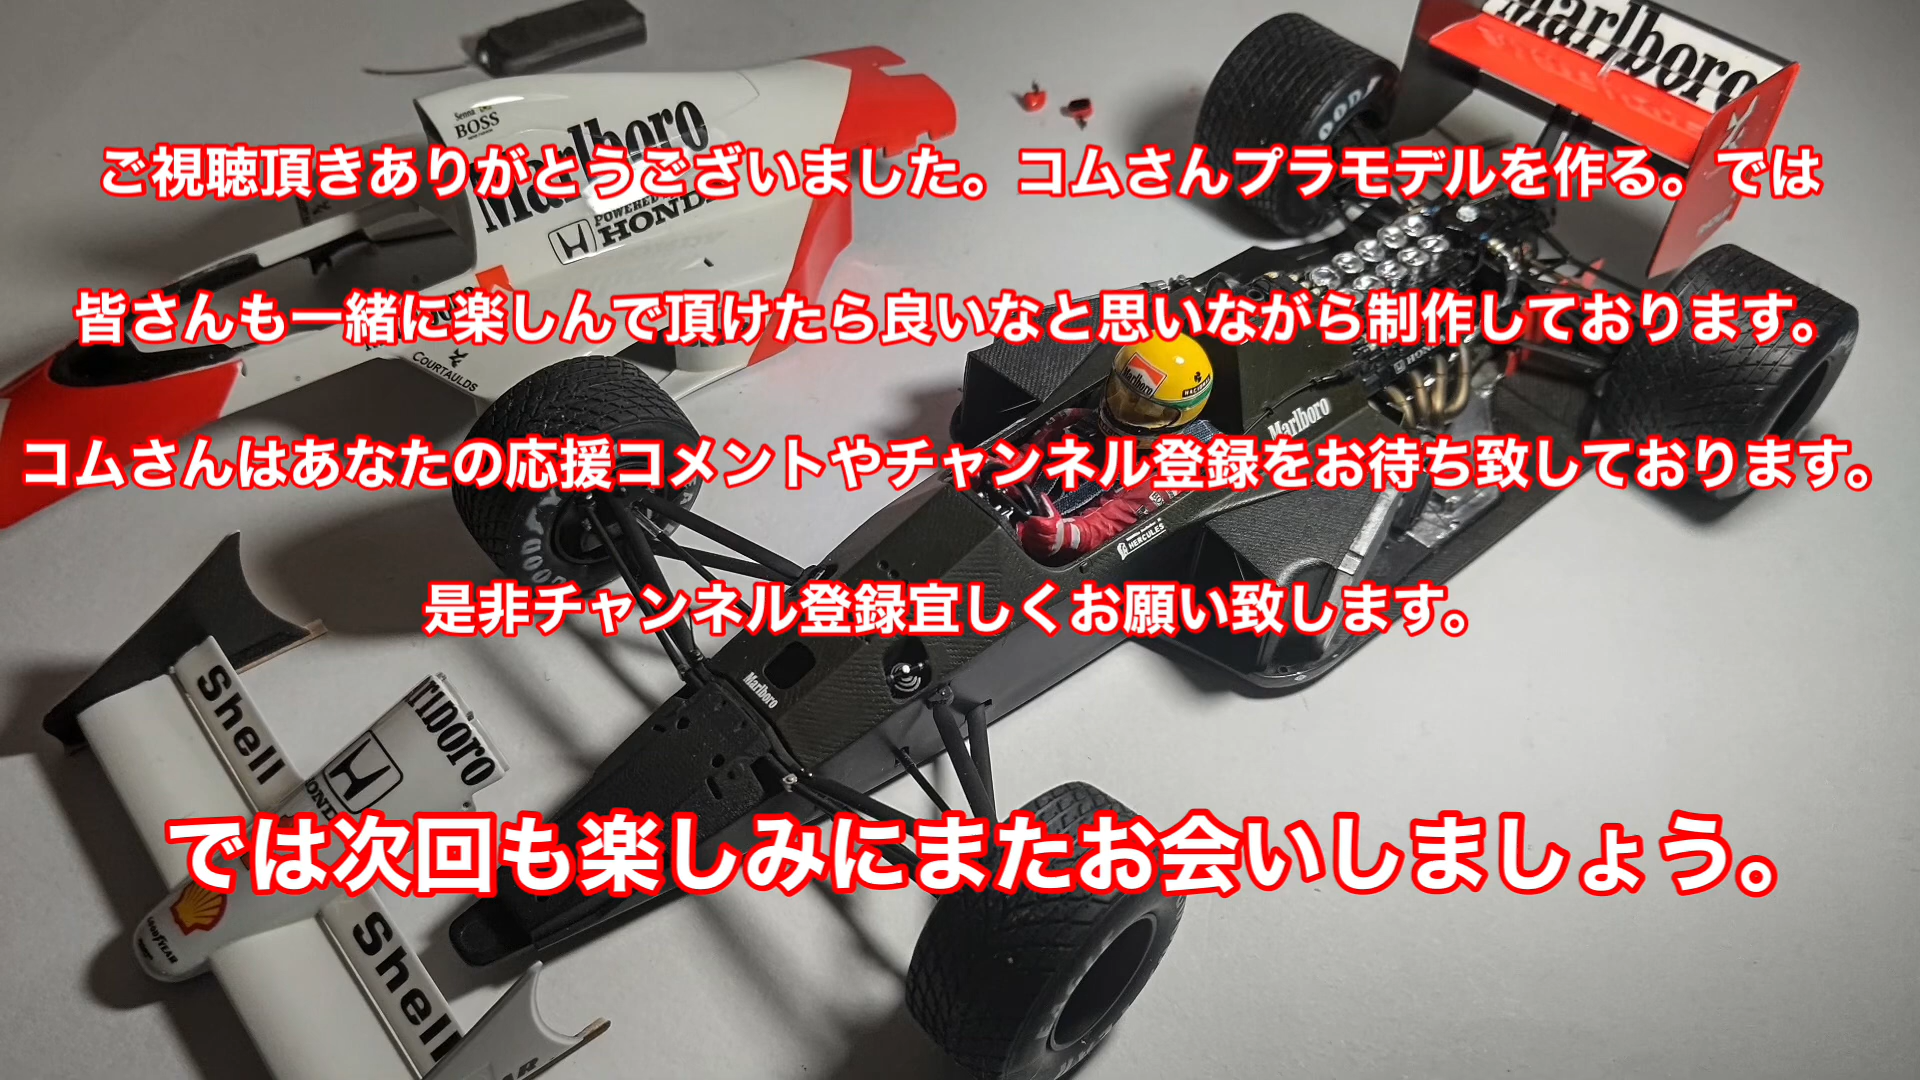 Marlboro
Senna
BOSS
Marlboro
POWERED
HONDA
ご視聴頂きありがとうございました。コムさんプラモデルを作る。では
皆さんも一緒に楽しんで頂けたら良いなと思いながら制作しております。
COURTAULDS
Marlboro
NACIONAL
Marlboro
コムさんはあなたの応援コメントやチャンネル登録をお待ち致しております。
HERCULES
是非チャンネル登録宜しくお願い致します。
Marlboro
Shell
Marlboro
HONDA
では次回も楽しみにまたお会いしましょう。
GOODYEAR
Shell